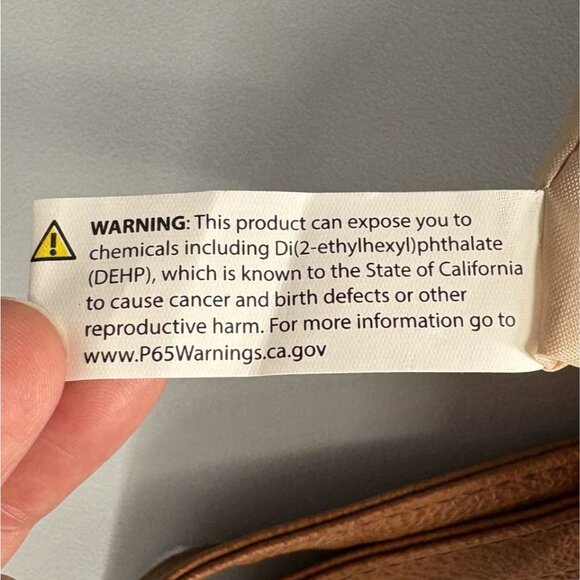 WARNING: This product can expose you to
chemicals including Di(2-ethylhexyl)phthalate
(DEHP), which is known to the State of California
to cause cancer and birth defects or other
reproductive harm. For more information go to
www.P65Warnings.ca.gov